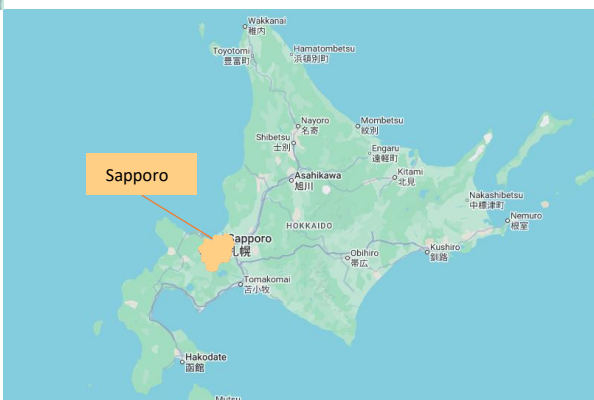 Wakkanai
稚内
Toyotomi
豊富町
Hamatombetsu
浜頓別町
Nayoro
名寄
Mombetsu
紋別
Shibetsu
士別
Engaru
遠軽町
Asahikawa
旭川
Kitami
北見
Sapporo
Nakashibetsu
中標津町
Nemuro
根室
HOKKAIDO
Sapporo
札幌
Obihiro
帯広
Kushiro
釧路
Tomakomai
苫小牧
Hakodate
函館
Mutsu